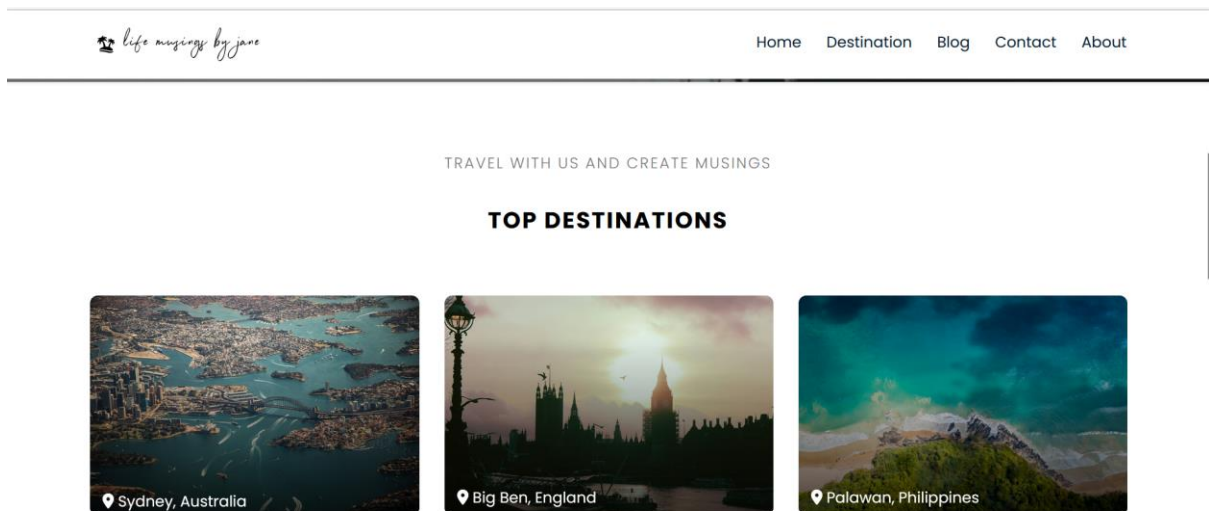 life musings by jane
Home Destination Blog Contact About
TRAVEL WITH US AND CREATE MUSINGS
TOP DESTINATIONS
Sydney, Australia
Big Ben, England
Palawan, Philippines